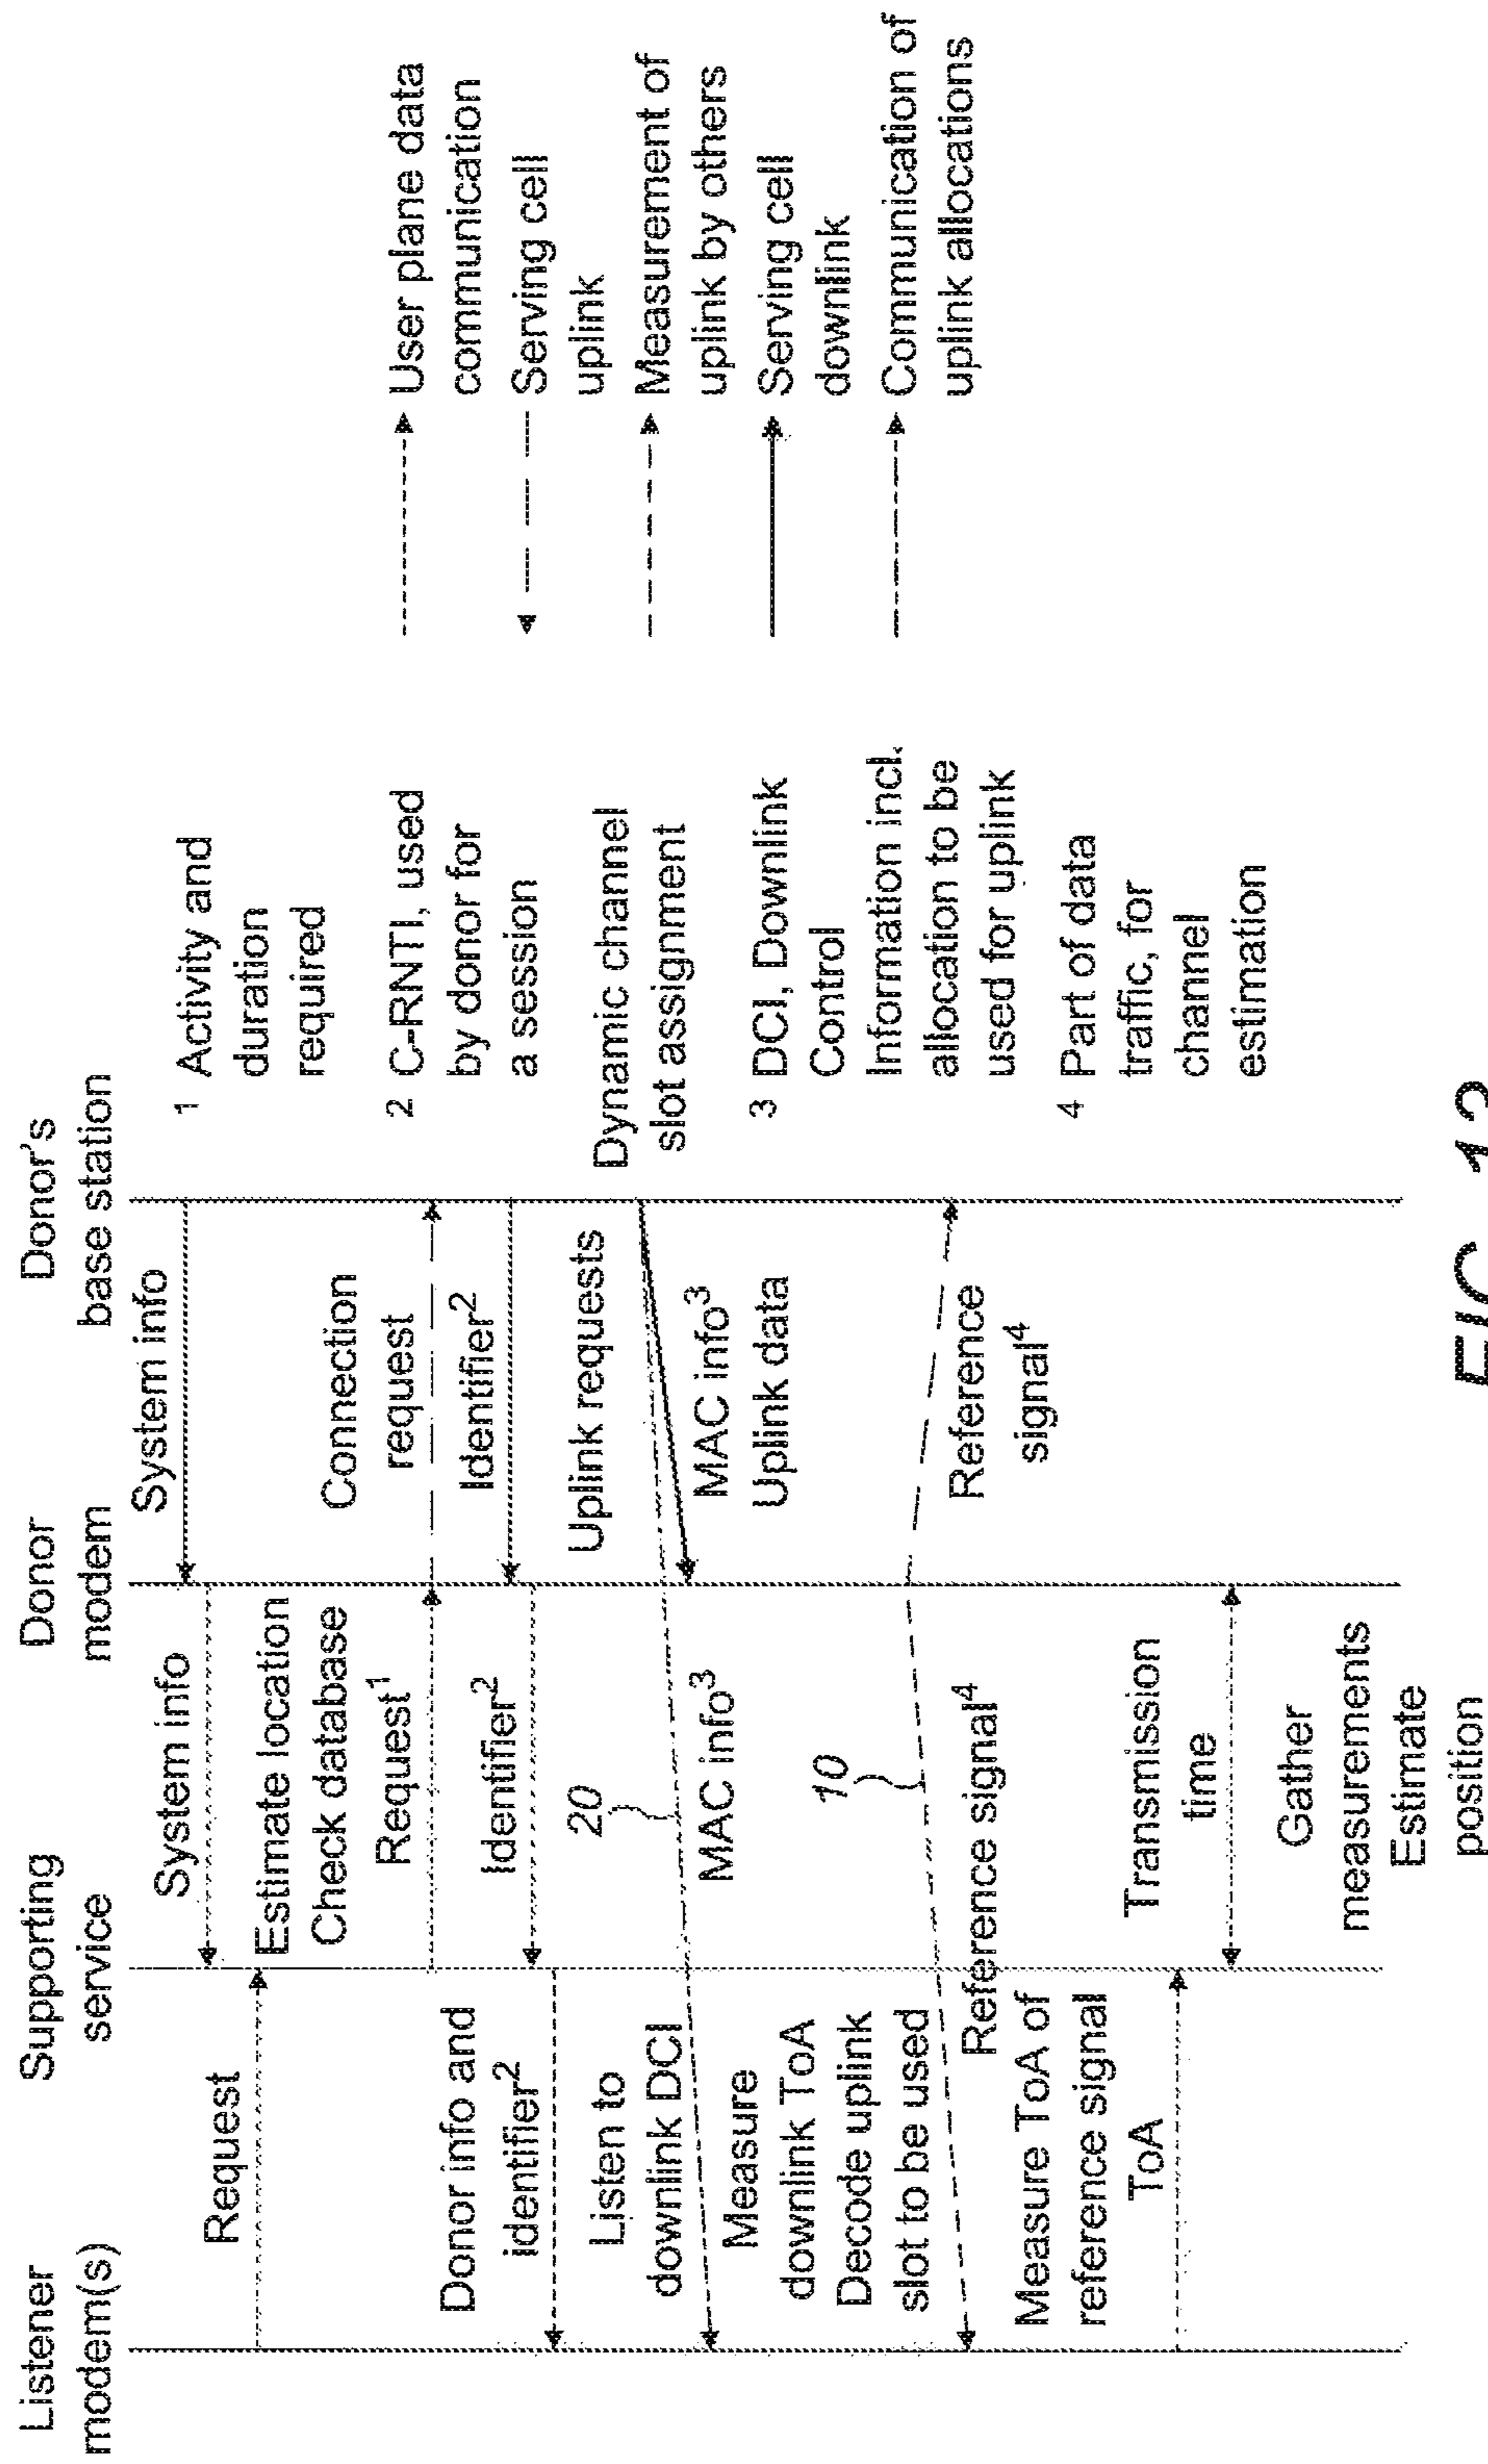 Listener
modem(s)
Supporting
service
Donor
modem
Donor's
base station
System info
System info
Request
Estimate location
Check database
Request1
Connection
request
Identifier2
Identifier2
Donor info and
identifier2
Uplink requests
Dynamic channel
slot assignment
20
Listen to
downlink DCI
MAC info3
MAC info3
Uplink data
Measure
downlink ToA
Decode uplink
slot to be used
10
Reference signal4
Reference
signal4
Measure ToA of
reference signal
ToA
Transmission
time
Gather
measurements
Estimate
position
1 Activity and
duration
required
2 C-RNTI, used
by donor for
a session
3 DCI, Downlink
Control
Information incl.
allocation to be
used for uplink
4 Part of data
traffic, for
channel
estimation
User plane data
communication
Serving cell
uplink
Measurement of
uplink by others
Serving cell
downlink
Communication of
uplink allocations